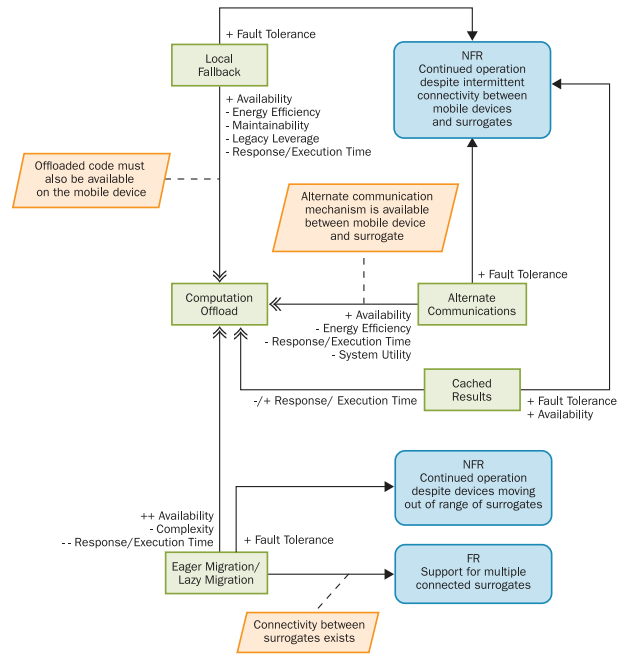 + Fault Tolerance
Local
Fallback
NFR
Continued operation
despite intermittent
connectivity between
mobile devices
and surrogates
+ Availability
- Energy Efficiency
- Maintainability
- Legacy Leverage
- Response/Execution Time
Offloaded code must
also be available
on the mobile device
Alternate communication
mechanism is available
between mobile device
and surrogate
+ Fault Tolerance
Computation
Offload
Alternate
Communications
+ Availability
- Energy Efficiency
- Response/Execution Time
- System Utility
Cached
Results
-/+ Response/ Execution Time
+ Fault Tolerance
+ Availability
NFR
Continued operation
despite devices moving
out of range of surrogates
++ Availability
- Complexity
-- Response/Execution Time
+ Fault Tolerance
Eager Migration/
Lazy Migration
FR
Support for multiple
connected surrogates
Connectivity between
surrogates exists